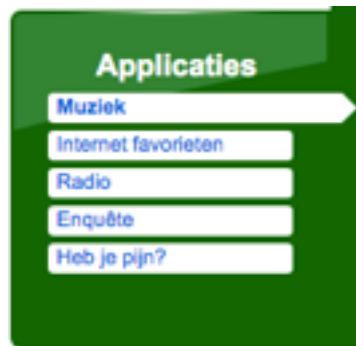 Applicaties
Muziek
Internet favorieten
Radio
Enquête
Heb je pijn?